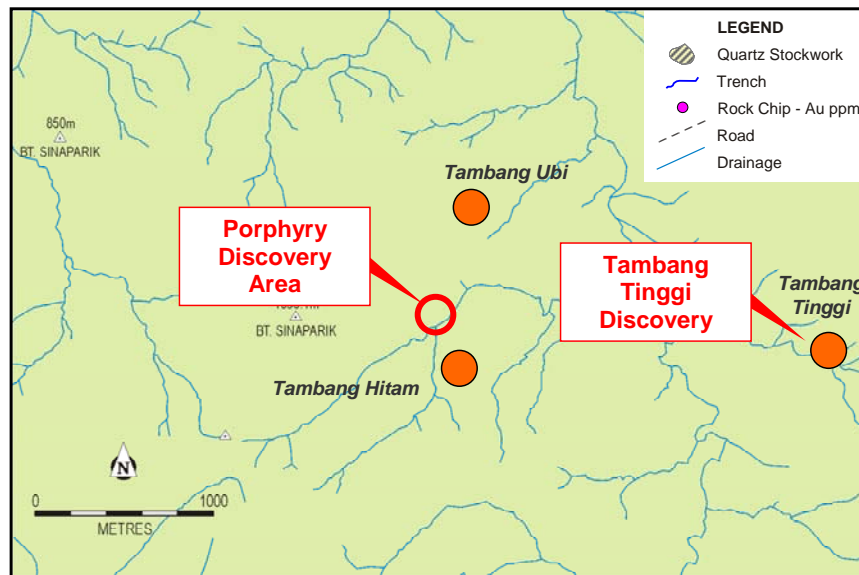 LEGEND
Quartz Stockwork
Trench
Rock Chip - Au ppm
Road
Drainage
850m
BT. SINAPARIK
Tambang Ubi
Porphyry
Discovery
Area
Tambang
Tinggi
Discovery
Tambang
Tinggi
BT. SINAPARIK
Tambang Hitam
N
0
1000
METRES